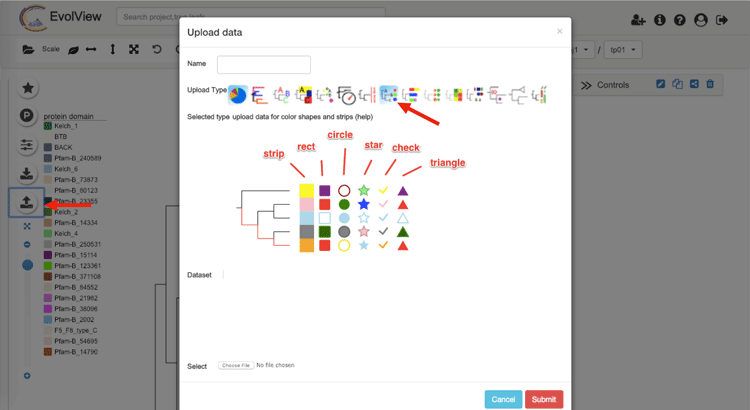 EvolView
Search project,tree
Scale
j1 / tp01
Upload data
×
Name
Upload Type
Controls
Selected type upload data for color shapes and strips (help)
strip
rect
circle
star
check
triangle
protein domain
Kelch_1
BTB
BACK
Pfam-B_240689
Kelch_6
Pfam-B_73873
Pfam-B_80123
Pfam-B_23355
Kelch_2
Pfam-B_14334
Kelch_4
Pfam-B_250531
Pfam-B_15114
Pfam-B_123361
Pfam-B_371108
Pfam-B_84552
Pfam-B_21962
Pfam-B_36096
Pfam-B_2002
F5_F8_type_C
Pfam-B_54695
Pfam-B_14790
Dataset
Select
Choose File
No file chosen
Cancel
Submit